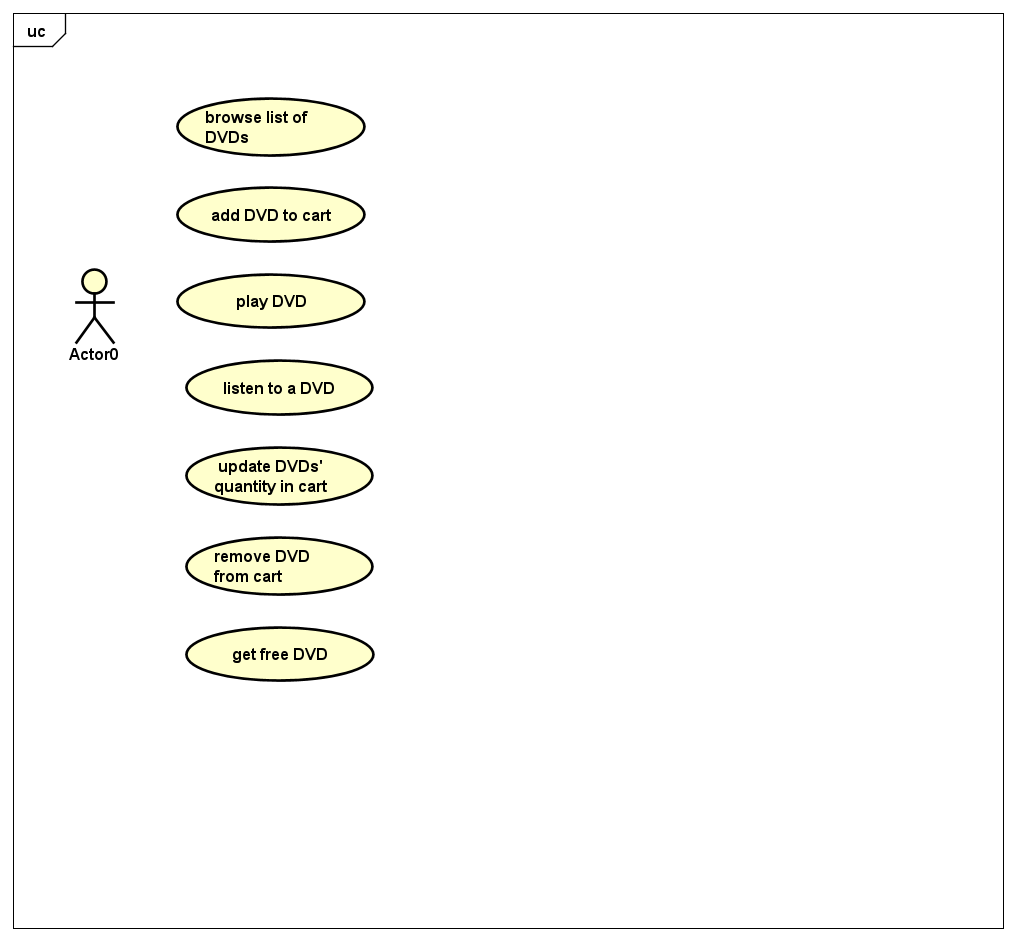 uc
browse list of
DVDs
add DVD to cart
play DVD
Actor0
listen to a DVD
update DVDs'
quantity in cart
remove DVD
from cart
get free DVD